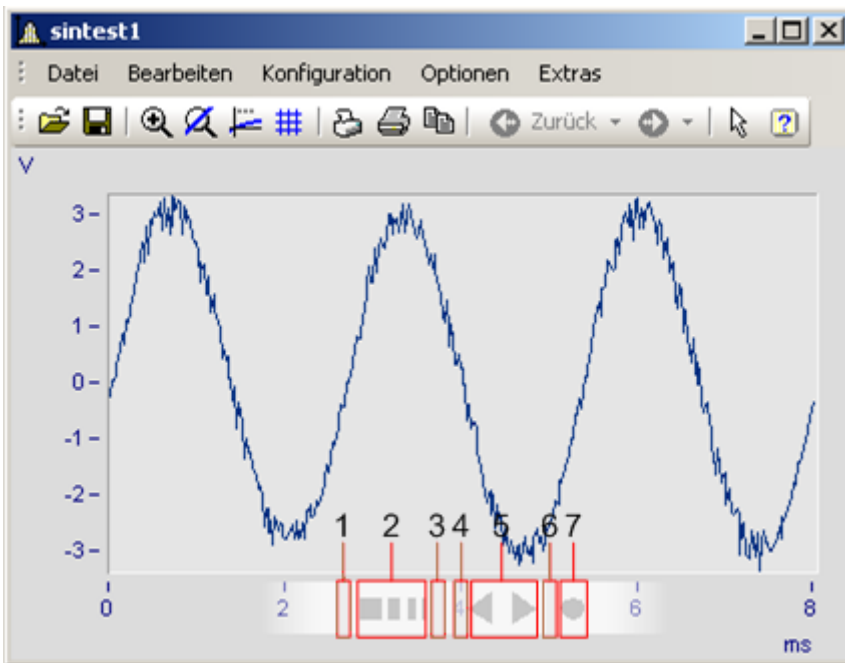 sintest1
Datei Bearbeiten Konfiguration Optionen Extras
Zurück
V
3
2
1
0
-1
-2
-3
1 2 3 4 5 6 7
0 2 4 6 8
ms